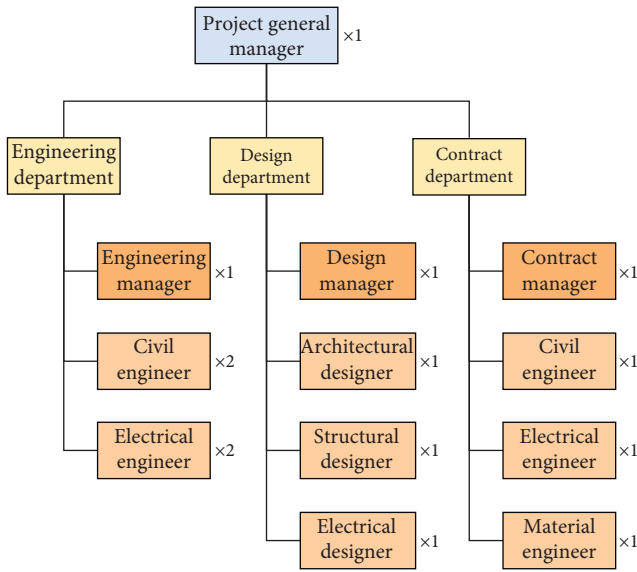 Project general
manager
×1
Engineering
department
Design
department
Contract
department
Engineering
manager
×1
Design
manager
×1
Contract
manager
×1
Civil
engineer
×2
Architectural
designer
×1
Civil
engineer
×1
Electrical
engineer
×2
Structural
designer
×1
Electrical
engineer
×1
Electrical
designer
×1
Material
engineer
×1